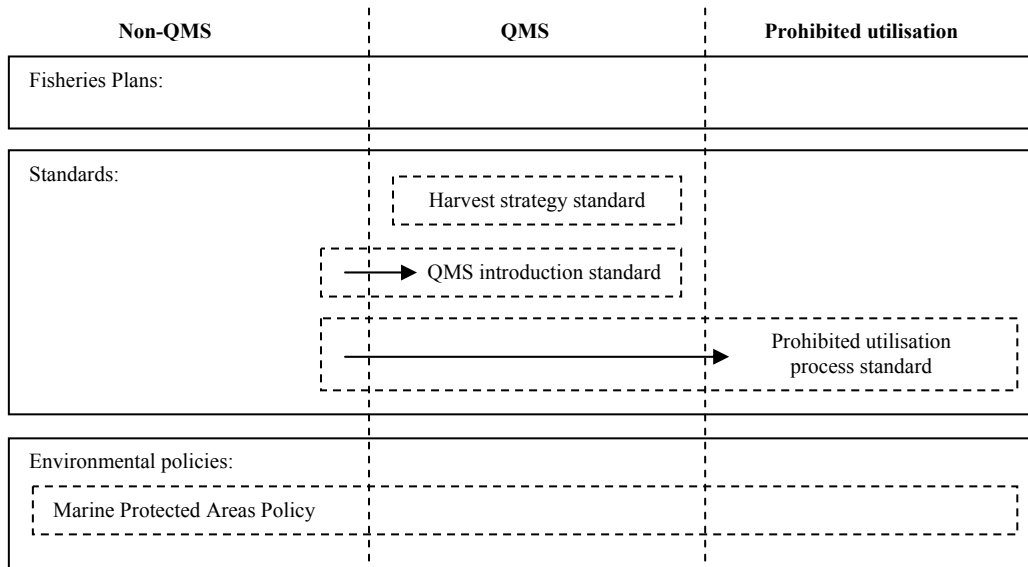 Non-QMS QMS Prohibited utilisation
Fisheries Plans:
Standards:
Harvest strategy standard
QMS introduction standard
Prohibited utilisation
process standard
Environmental policies:
Marine Protected Areas Policy